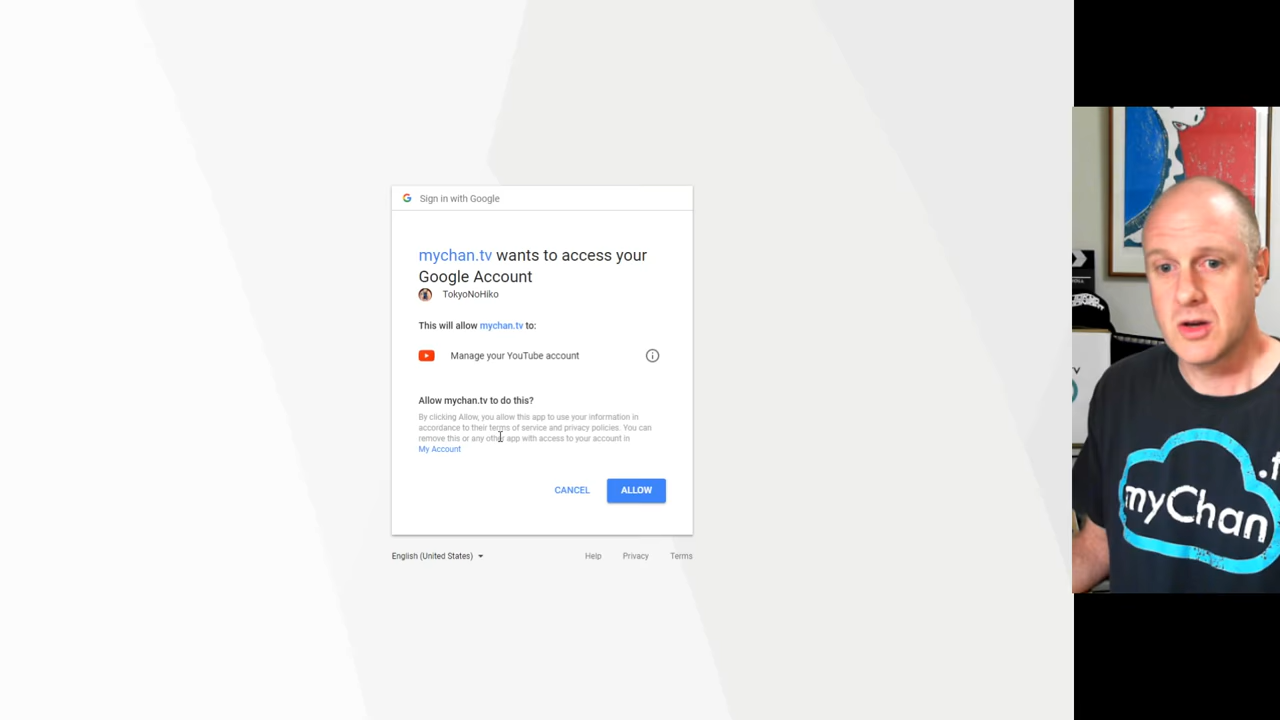 Sign in with Google
mychan.tv wants to access your
Google Account
TokyoNoHiko
This will allow mychan.tv to:
Manage your YouTube account
Allow mychan.tv to do this?
By clicking Allow, you allow this app to use your information in
accordance to their terms of service and privacy policies. You can
remove this or any other app with access to your account in
My Account
CANCEL
ALLOW
English (United States)
Help
Privacy
Terms
myChan